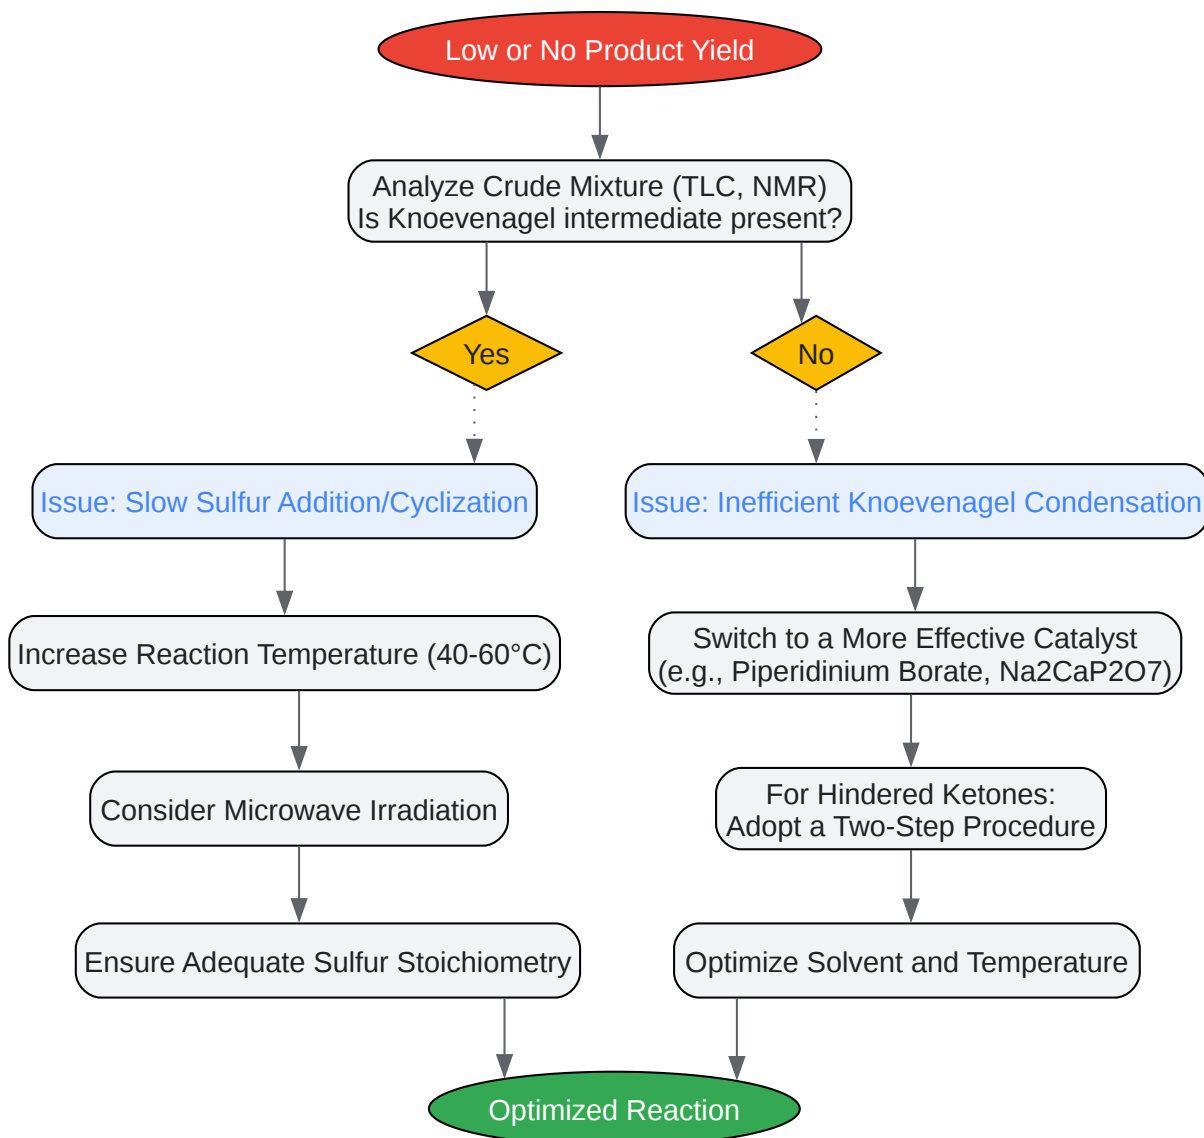 Low or No Product Yield
Analyze Crude Mixture (TLC, NMR)
Is Knoevenagel intermediate present?
Yes
No
Issue: Slow Sulfur Addition/Cyclization
Issue: Inefficient Knoevenagel Condensation
Increase Reaction Temperature (40-60°C)
Switch to a More Effective Catalyst
(e.g., Piperidinium Borate, Na2CaP2O7)
Consider Microwave Irradiation
For Hindered Ketones:
Adopt a Two-Step Procedure
Ensure Adequate Sulfur Stoichiometry
Optimize Solvent and Temperature
Optimized Reaction